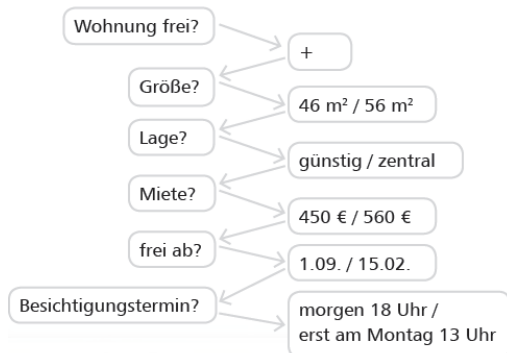 Wohnung frei?
+
Größe?
46 m² / 56 m²
Lage?
günstig / zentral
Miete?
450 € / 560 €
frei ab?
1.09. / 15.02.
Besichtigungstermin?
morgen 18 Uhr /
erst am Montag 13 Uhr